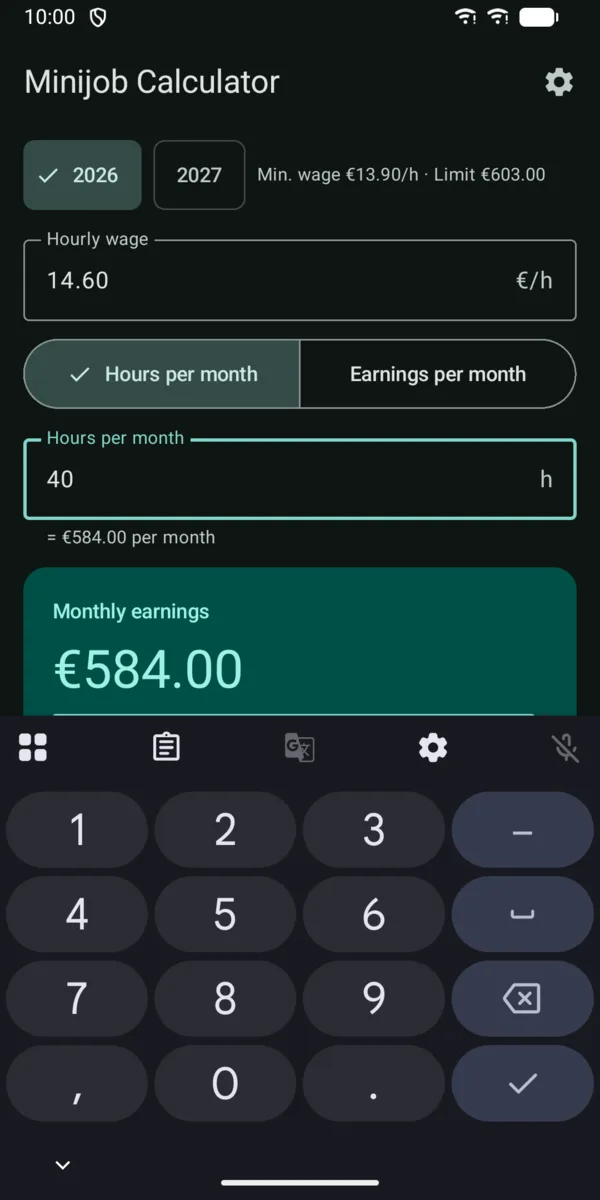 10:00
Minijob Calculator
2026 2027 Min. wage €13.90/h · Limit €603.00
Hourly wage
14.60 €/h
Hours per month Earnings per month
Hours per month
40 h
= €584.00 per month
Monthly earnings
€584.00
1 2 3 –
4 5 6
7 8 9
, 0 .